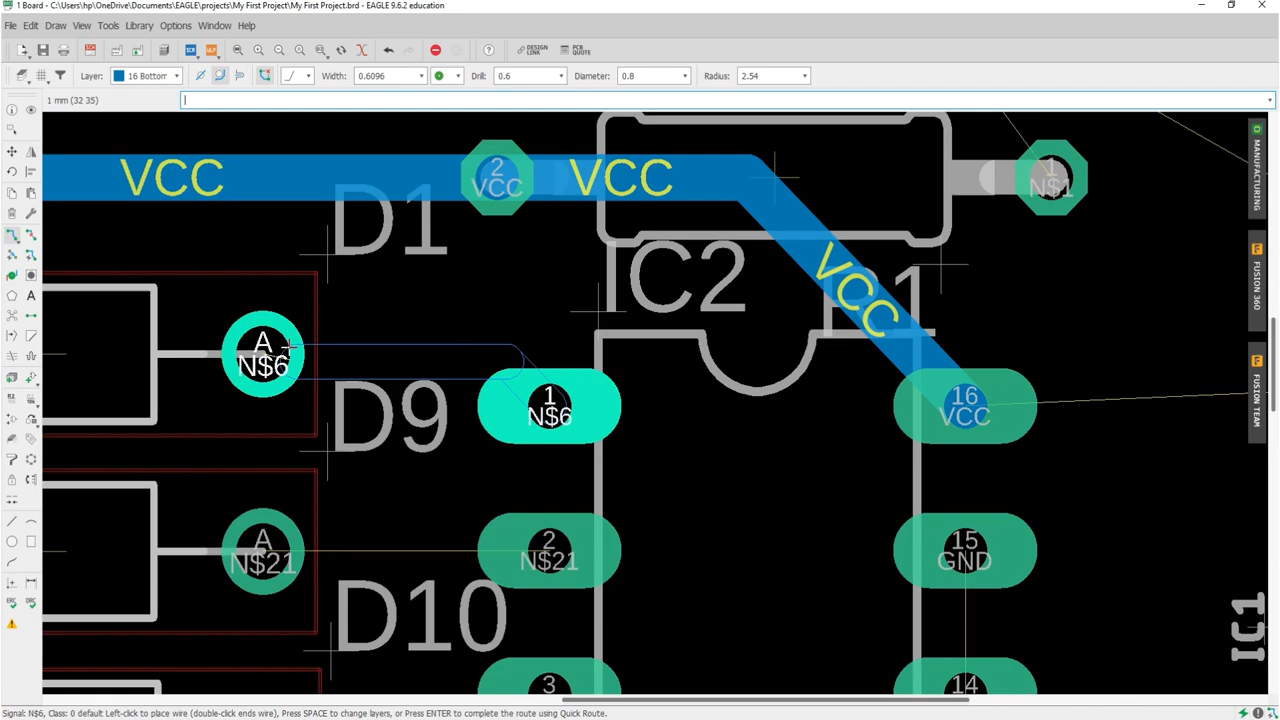 1 Board - C:\Users\hp\OneDrive\Documents\EAGLE\projects\My First Project\My First Project.brd - EAGLE 9.6.2 education
File Edit Draw View Tools Library Options Window Help
SCR ULP DESIGN LINK PCB QUOTE
Layer: 16 Bottom Width: 0.6096 Drill: 0.6 Diameter: 0.8 Radius: 2.54
1 mm (32 35)
VCC
2
VCC
VCC
1
N$1
D1
IC2
VCC
R1
A
N$6
D9
1
N$6
16
VCC
A
N$21
2
N$21
15
GND
D10
3
14
IC1
MANUFACTURING
FUSION 360
FUSION TEAM
ERC DRC
Signal: N$6, Class: 0 default Left-click to place wire (double-click ends wire), Press SPACE to change layers, or Press ENTER to complete the route using Quick Route.